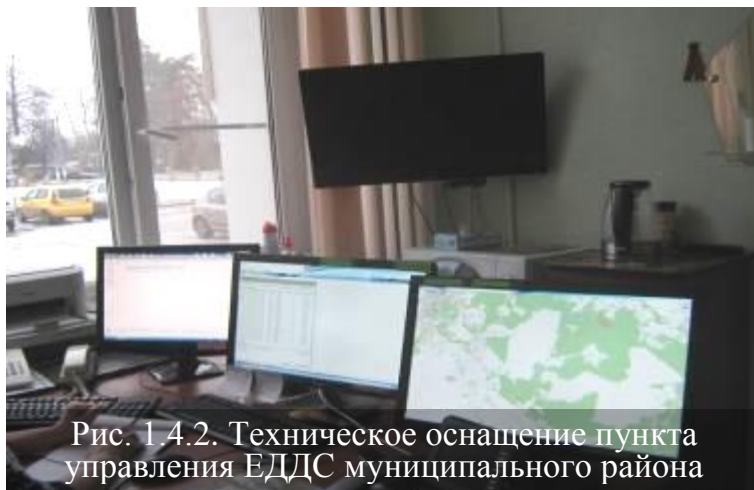 Рис. 1.4.2. Техническое оснащение пункта
управления ЕДДС муниципального района